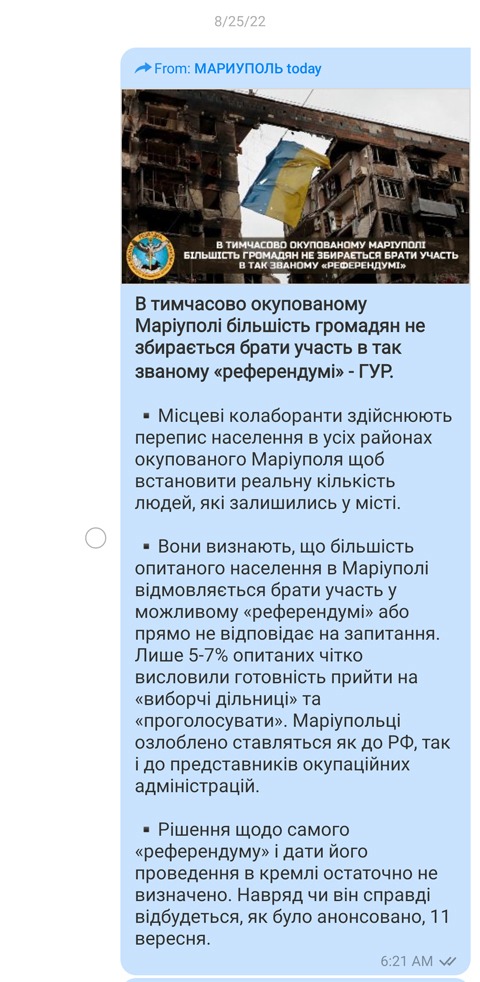 8/25/22
From: МАРИУПОЛЬ today
В ТИМЧАСОВО ОКУПОВАНОМУ МАРІУПОЛІ
БІЛЬШІСТЬ ГРОМАДЯН НЕ ЗБИРАЄТЬСЯ БРАТИ УЧАСТЬ
В ТАК ЗВАНОМУ «РЕФЕРЕНДУМІ»
В тимчасово окупованому
Маріуполі більшість громадян не
збирається брати участь в так
званому «референдумі» - ГУР.
▪ Місцеві колаборанти здійснюють
перепис населення в усіх районах
окупованого Маріуполя щоб
встановити реальну кількість
людей, які залишились у місті.
▪ Вони визнають, що більшість
опитаного населення в Маріуполі
відмовляється брати участь у
можливому «референдумі» або
прямо не відповідає на запитання.
Лише 5-7% опитаних чітко
висловили готовність прийти на
«виборчі дільниці» та
«проголосувати». Маріупольці
озлоблено ставляться як до РФ, так
і до представників окупаційних
адміністрацій.
▪ Рішення щодо самого
«референдуму» і дати його
проведення в кремлі остаточно не
визначено. Навряд чи він справді
відбудеться, як було анонсовано, 11
вересня.
6:21 AM